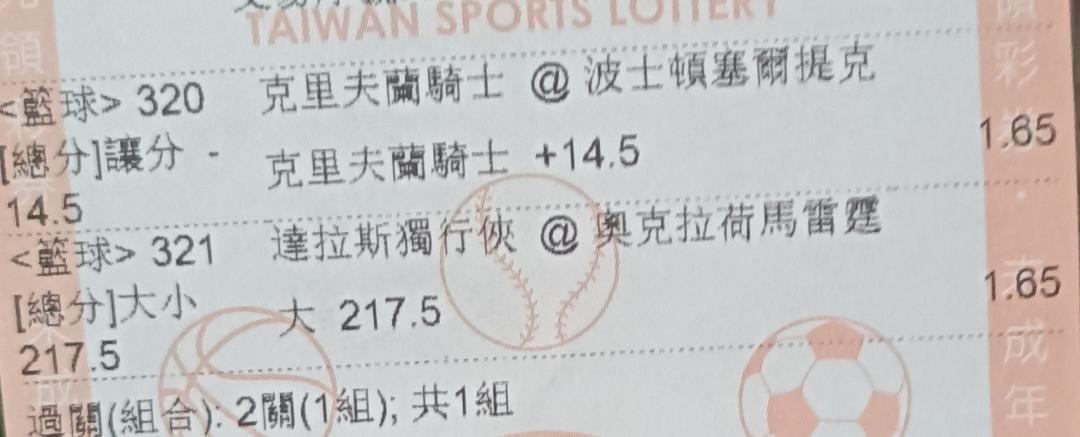 TAIWAN SPORTS LOTTERY
<籃球> 320 克里夫蘭騎士 @ 波士頓塞爾提克
[總分]讓分 - 克里夫蘭騎士 +14.5 1.65
14.5
<籃球> 321 達拉斯獨行俠 @ 奧克拉荷馬雷霆
[總分]大小 大 217.5 1.65
217.5
過關(組合): 2關(1組); 共1組